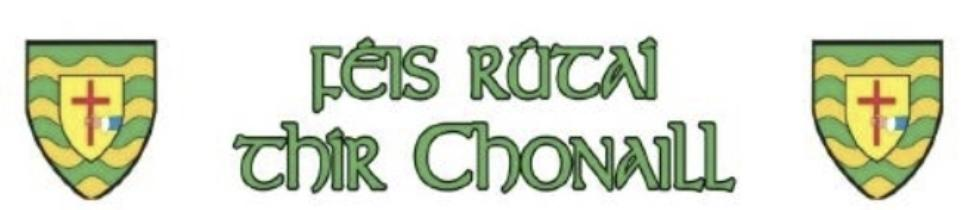 FÉIS RÚTAÍ
THÍR CHONAILL